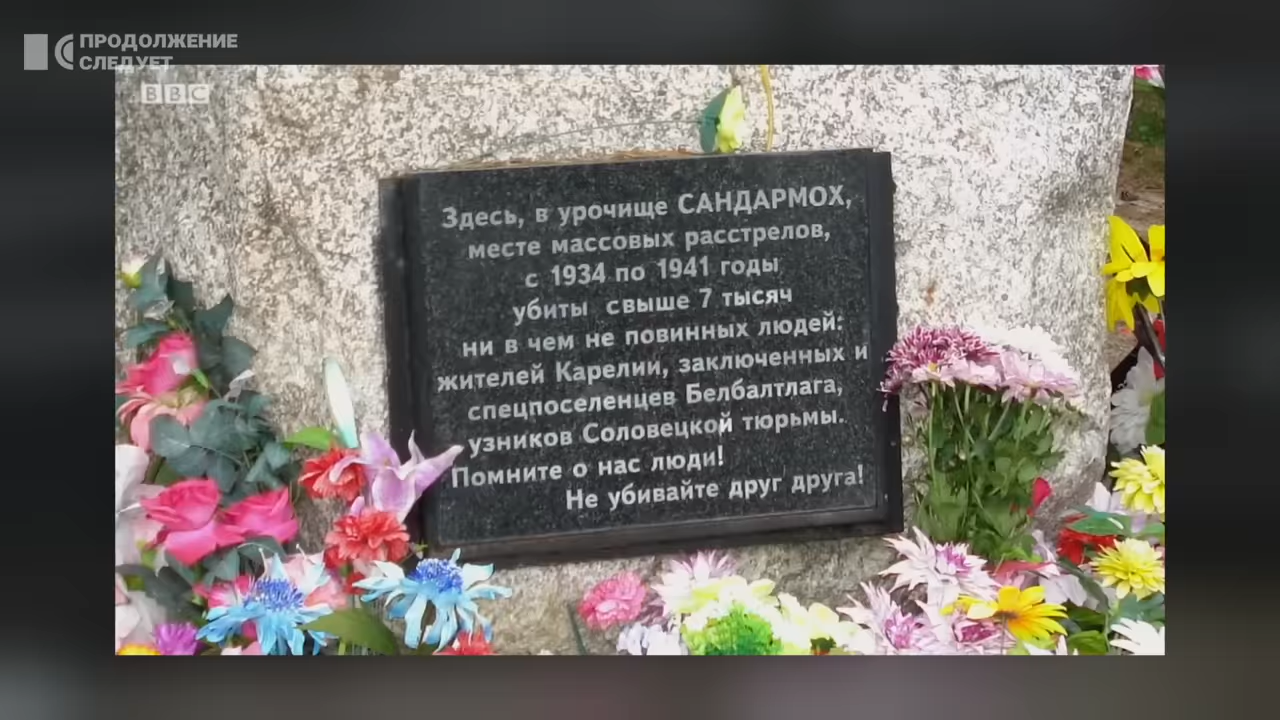 ПРОДОЛЖЕНИЕ
СЛЕДУЕТ
BBC
Здесь, в урочище САНДАРМОХ,
месте массовых расстрелов,
с 1934 по 1941 годы
убиты свыше 7 тысяч
ни в чем не повинных людей:
жителей Карелии, заключенных и
спецпоселенцев Белбалтлага,
узников Соловецкой тюрьмы.
Помните о нас люди!
Не убивайте друг друга!